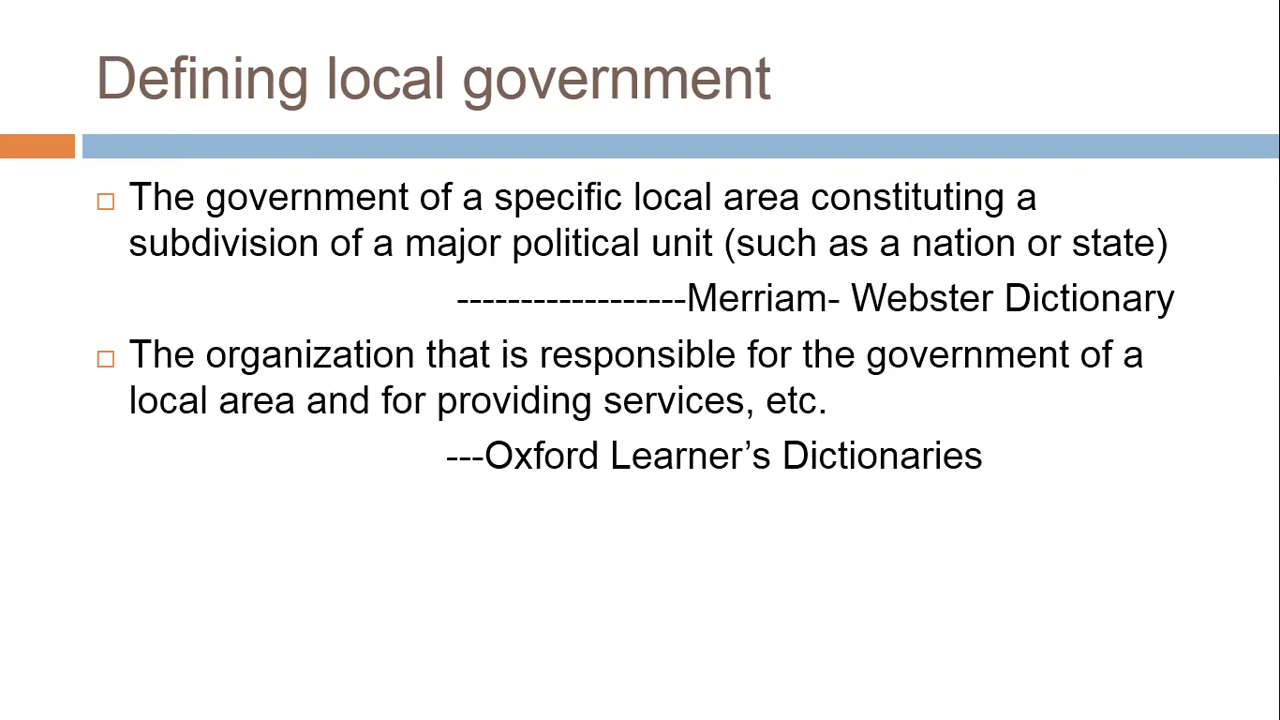 Defining local government
The government of a specific local area constituting a
subdivision of a major political unit (such as a nation or state)
------------------Merriam- Webster Dictionary
The organization that is responsible for the government of a
local area and for providing services, etc.
---Oxford Learner’s Dictionaries